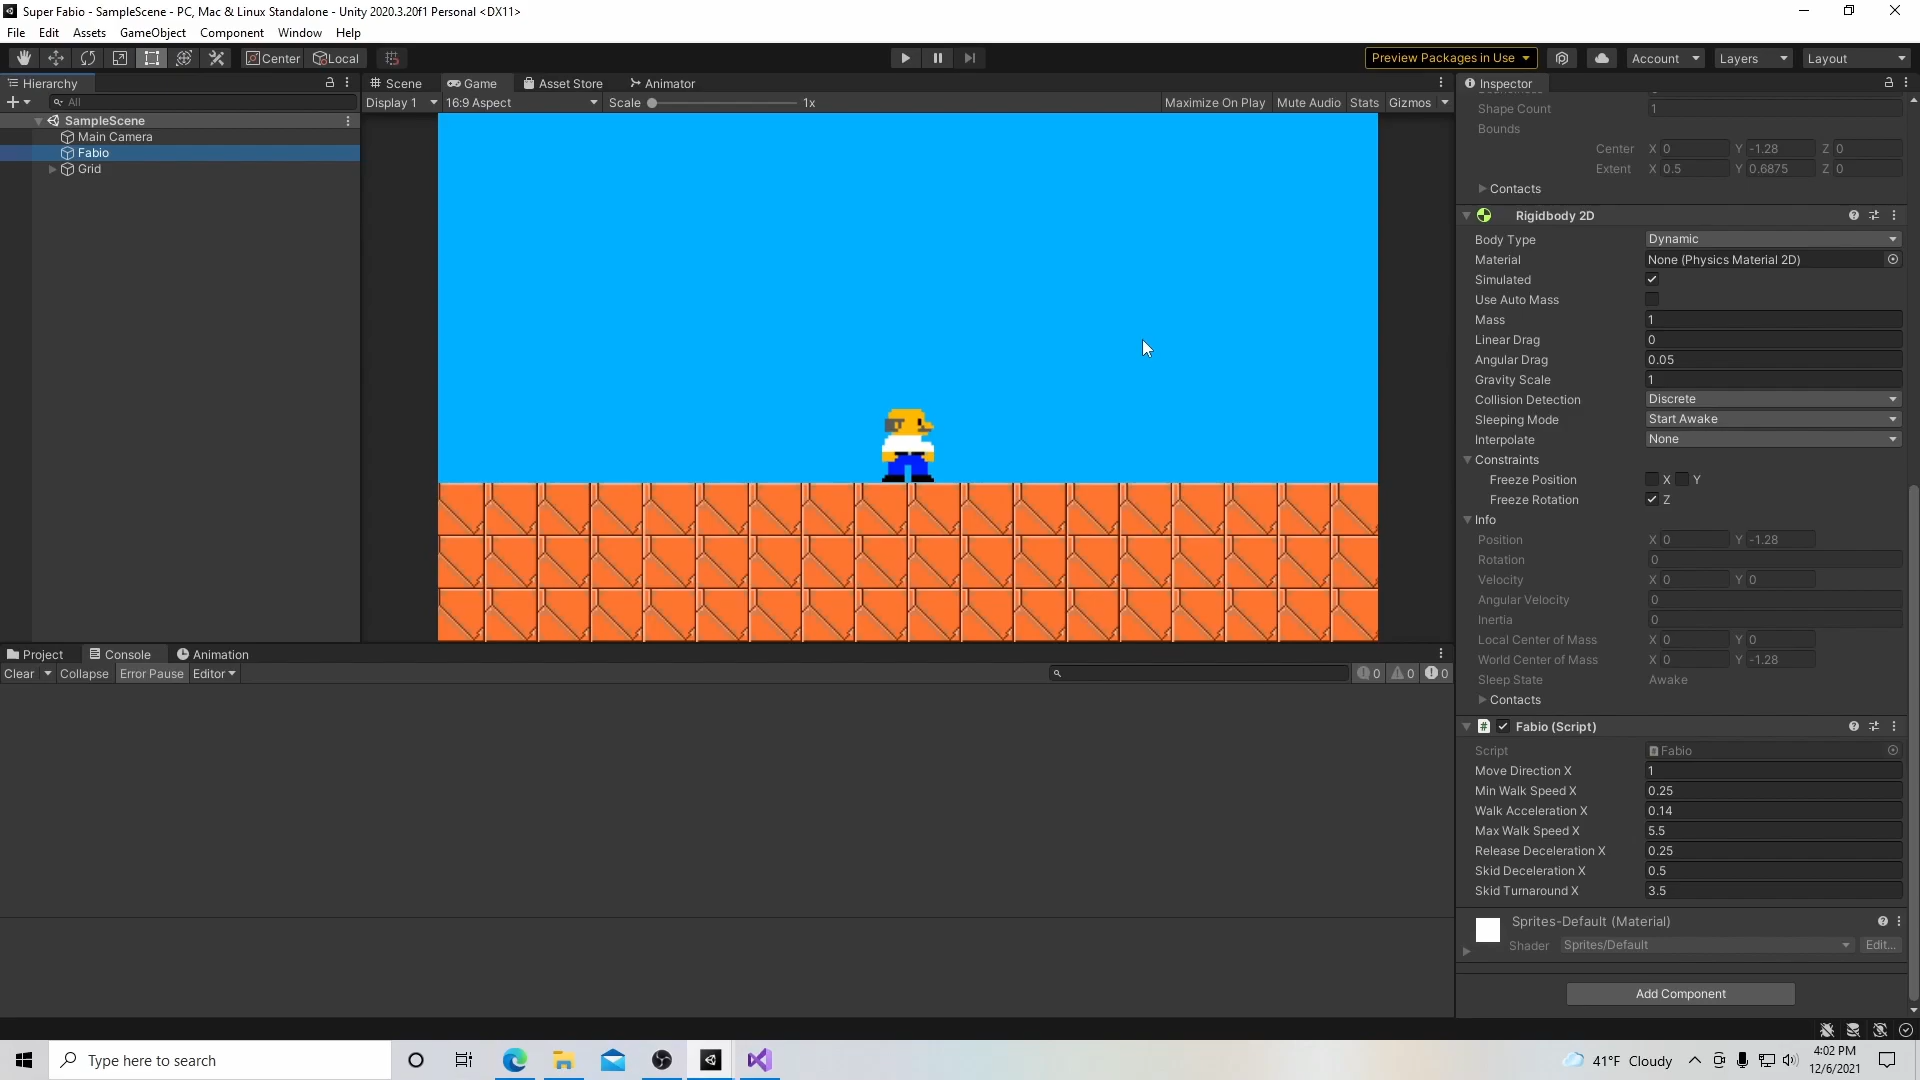 Super Fabio - SampleScene - PC, Mac & Linux Standalone - Unity 2020.3.20f1 Personal <DX11>
File Edit Assets GameObject Component Window Help
Center Local Preview Packages in Use Account Layers Layout
Hierarchy
All
SampleScene
Main Camera
Fabio
Grid
Scene Game Asset Store Animator
Display 1 16:9 Aspect Scale 1x Maximize On Play Mute Audio Stats Gizmos
Inspector
Shape Count 1
Bounds
Center X 0 Y -1.28 Z 0
Extent X 0.5 Y 0.6875 Z 0
Contacts
Rigidbody 2D
Body Type Dynamic
Material None (Physics Material 2D)
Simulated
Use Auto Mass
Mass 1
Linear Drag 0
Angular Drag 0.05
Gravity Scale 1
Collision Detection Discrete
Sleeping Mode Start Awake
Interpolate None
Constraints
Freeze Position X Y
Freeze Rotation Z
Info
Position X 0 Y -1.28
Rotation 0
Velocity X 0 Y 0
Angular Velocity 0
Inertia 0
Local Center of Mass X 0 Y 0
World Center of Mass X 0 Y -1.28
Sleep State Awake
Contacts
# Fabio (Script)
Script Fabio
Move Direction X 1
Min Walk Speed X 0.25
Walk Acceleration X 0.14
Max Walk Speed X 5.5
Release Deceleration X 0.25
Skid Deceleration X 0.5
Skid Turnaround X 3.5
Sprites-Default (Material)
Shader Sprites/Default Edit...
Add Component
Project Console Animation
Clear Collapse Error Pause Editor 0 0 0
Type here to search
41°F Cloudy
4:02 PM
12/6/2021